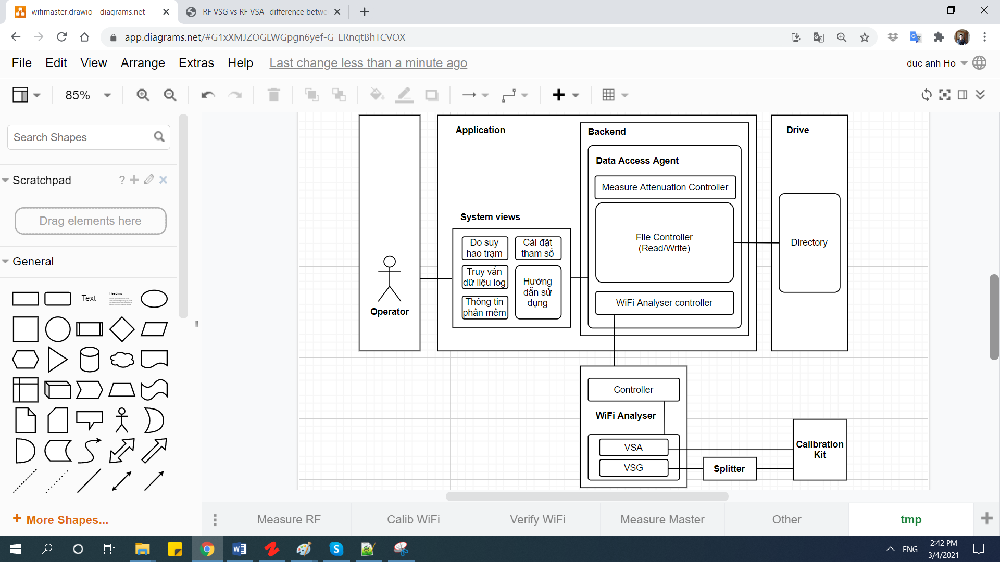 wifimaster.drawio - diagrams.net
RF VSG vs RF VSA- difference betwe
app.diagrams.net/#G1xXMJZOGLWGpgn6yef-G_LRnqtBhTCVOX
File Edit View Arrange Extras Help Last change less than a minute ago
duc anh Ho
85%
Search Shapes
Scratchpad
?
Drag elements here
General
Text
Heading
More Shapes...
Operator
Application
System views
Đo suy
hao trạm
Cài đặt
tham số
Truy vấn
dữ liệu log
Hướng
dẫn sử
dụng
Thông tin
phần mềm
Backend
Data Access Agent
Measure Attenuation Controller
File Controller
(Read/Write)
WiFi Analyser controller
Drive
Directory
Controller
WiFi Analyser
VSA
VSG
Splitter
Calibration
Kit
Measure RF
Calib WiFi
Verify WiFi
Measure Master
Other
tmp
ENG
2:42 PM
3/4/2021